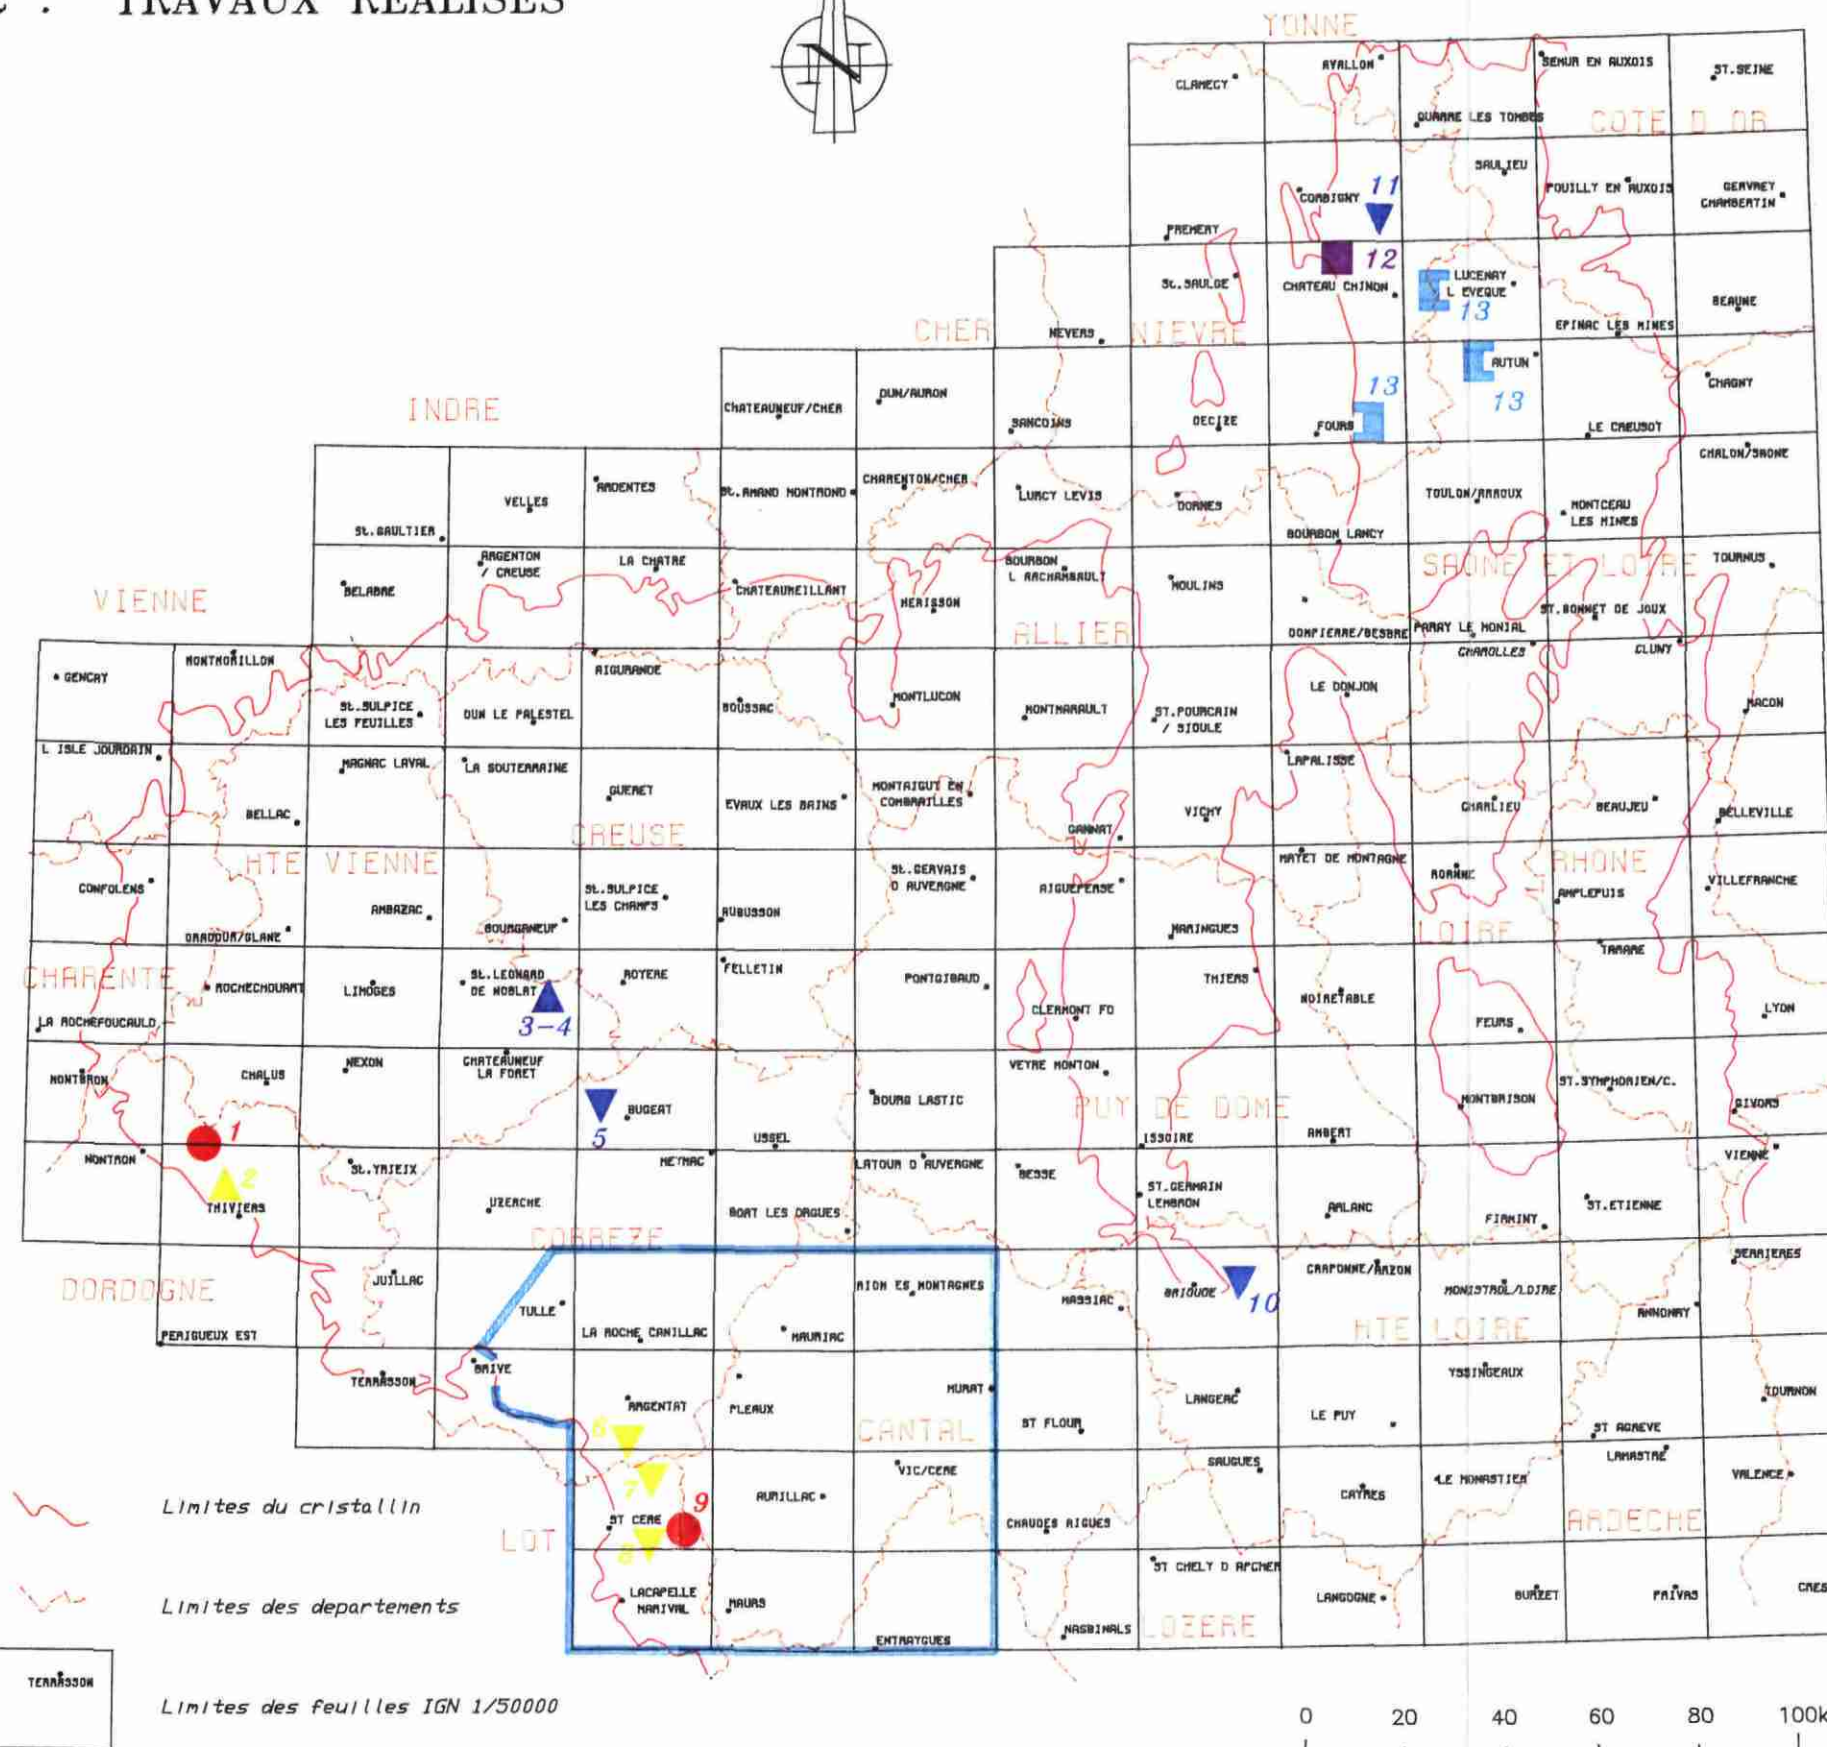 TRAVAUX REALISES
N
YONNE
CLAMECY
AVALLON
SEMUR EN AUXOIS
ST.SEINE
QUARRE LES TOMBES
COTE D OR
SAULIEU
CORBIGNY
11
POUILLY EN AUXOIS
GEVREY
CHAMBERTIN
PREMERY
12
St.SAULGE
CHATEAU CHINON
LUCENAY
L EVEQUE
13
BEAUNE
CHER
NEVERS
NIEVRE
EPINAC LES MINES
AUTUN
13
CHAGNY
INDRE
CHATEAUNEUF/CHER
DUN/AURON
SANCOINS
DECIZE
13
FOURS
LE CREUSOT
CHALON/SAONE
VELLES
ARDENTES
St.AMAND MONTROND
CHARENTON/CHER
LURCY LEVIS
DORNES
TOULON/ARROUX
MONTCEAU
LES MINES
St.GAULTIER
BOURBON LANCY
VIENNE
BELABRE
ARGENTON
/ CREUSE
LA CHATRE
CHATEAUMEILLANT
HERISSON
BOURBON
L ARCHAMBAULT
MOULINS
SAONE ET LOIRE
TOURNUS
ST.BONNET DE JOUX
ALLIER
DOMPIERRE/BESBRE
PARAY LE MONIAL
CHAROLLES
CLUNY
GENCAY
MONTMORILLON
AIGURANDE
St.SULPICE
LES FEUILLES
DUN LE PALESTEL
BOUSSAC
MONTLUCON
MONTMARAULT
ST.POURCAIN
/ SIOULE
LE DONJON
MACON
L ISLE JOURDAIN
MAGNAC LAVAL
LA SOUTERRAINE
GUERET
EVAUX LES BAINS
MONTAIGUT EN
COMBRAILLES
VICHY
LAPALISSE
CHARLIEU
BEAUJEU
BELLEVILLE
BELLAC
GANNAT
CREUSE
HTE VIENNE
CONFOLENS
AMBAZAC
BOURGANEUF
St.SULPICE
LES CHAMPS
AUBUSSON
St.GERVAIS
D AUVERGNE
AIGUEPERSE
MAYET DE MONTAGNE
ROANNE
RHONE
AMPLEPUIS
VILLEFRANCHE
ORADOUR/GLANE
MARINGUES
LOIRE
TARARE
CHARENTE
ROCHECHOUART
LIMOGES
St.LEONARD
DE NOBLAT
3-4
ROYERE
FELLETIN
PONTGIBAUD
CLERMONT FD
THIERS
NOIRETABLE
FEURS
LYON
LA ROCHEFOUCAULD
MONTBRON
CHALUS
NEXON
CHATEAUNEUF
LA FORET
BUGEAT
5
BOURG LASTIC
VEYRE MONTON
PUY DE DOME
MONTBRISON
ST.SYMPHORIEN/C.
GIVORS
1
NONTRON
2
THIVIERS
St.YRIEIX
UZERCHE
MEYMAC
USSEL
LATOUR D AUVERGNE
BESSE
ISSOIRE
ST.GERMAIN
LEMBRON
AMBERT
ARLANC
FIRMINY
ST.ETIENNE
VIENNE
BORT LES ORGUES
CORREZE
DORDOGNE
JUILLAC
TULLE
LA ROCHE CANILLAC
MAURIAC
RIOM ES MONTAGNES
MASSIAC
BRIOUDE
10
CRAPONNE/ARZON
MONISTROL/LOIRE
SERRIERES
ANNONAY
HTE LOIRE
PERIGUEUX EST
TERRASSON
BRIVE
ARGENTAT
PLEAUX
MURAT
CANTAL
ST FLOUR
LANGEAC
LE PUY
YSSINGEAUX
ST AGREVE
TOURNON
6
7
8
9
ST CERE
AURILLAC
VIC/CERE
CHAUDES AIGUES
SAUGUES
CAYRES
LE MONASTIER
LAMASTRE
VALENCE
ARDECHE
LOT
LACAPELLE
MARIVAL
MAURS
ENTRAYGUES
NASBINALS
ST CHELY D APCHER
LOZERE
LANGOGNE
BURZET
PRIVAS
CRES
Limites du cristallin
Limites des departements
TERRASSON
Limites des feuilles IGN 1/50000
0 20 40 60 80 100k